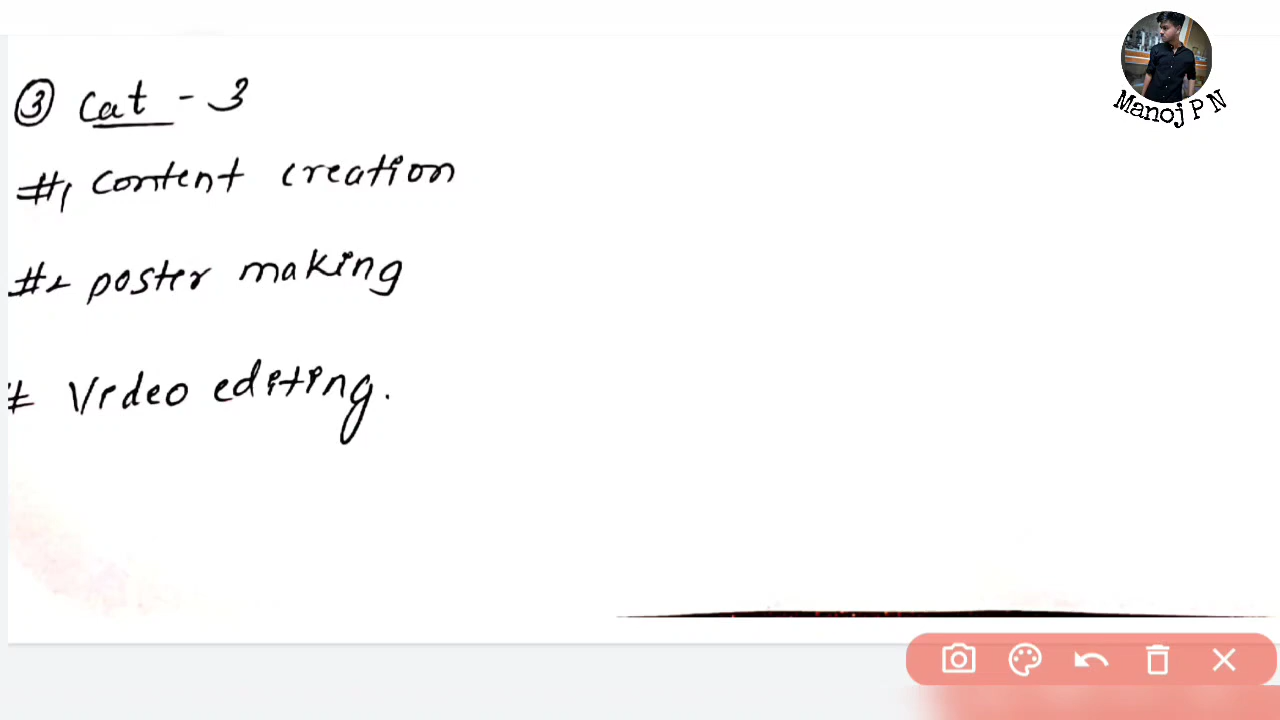 ③ Cat - 3
#1 content creation
#2 poster making
# Video editing.
Manoj P N